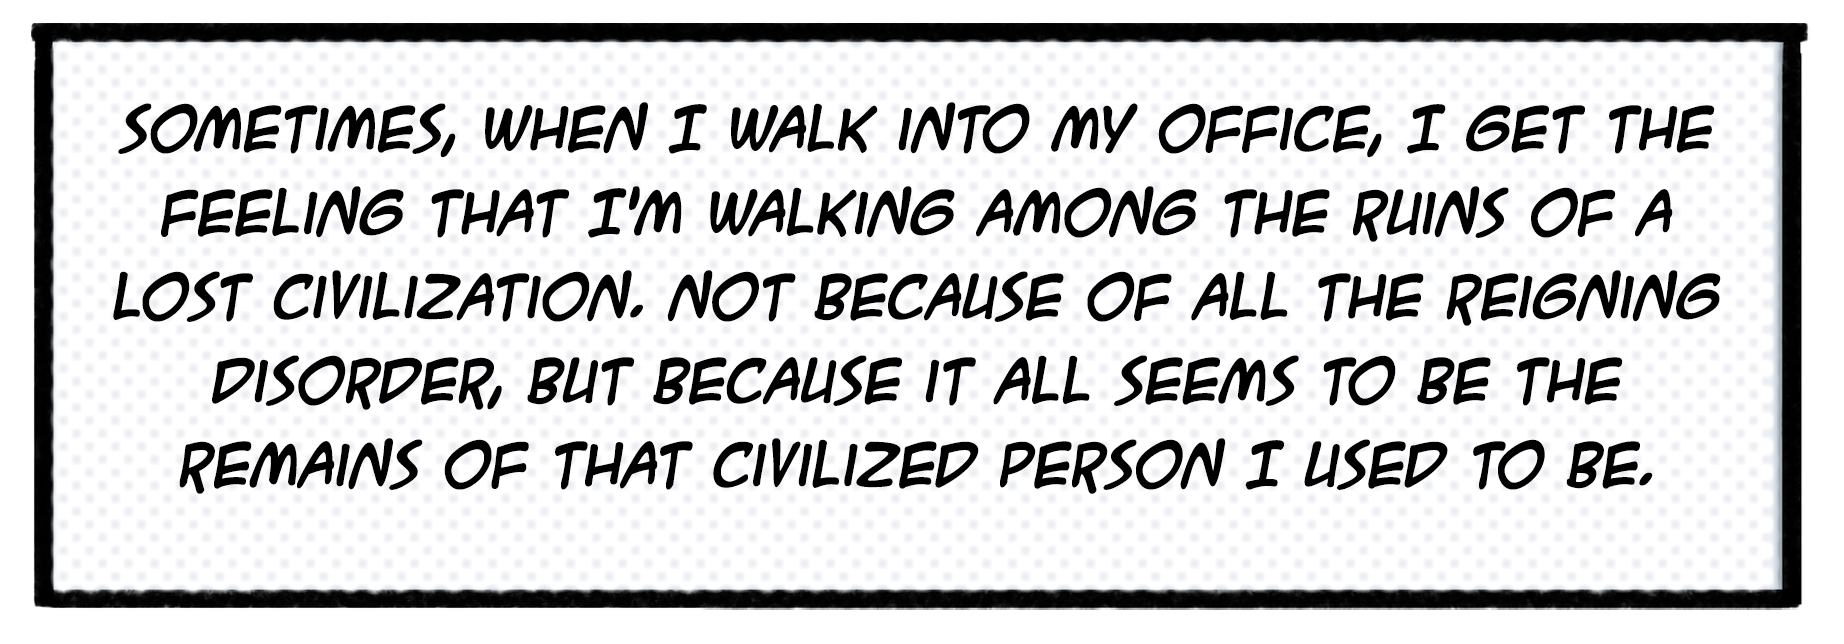 SOMETIMES, WHEN I WALK INTO MY OFFICE, I GET THE
FEELING THAT I'M WALKING AMONG THE RUINS OF A
LOST CIVILIZATION. NOT BECAUSE OF ALL THE REIGNING
DISORDER, BUT BECAUSE IT ALL SEEMS TO BE THE
REMAINS OF THAT CIVILIZED PERSON I USED TO BE.